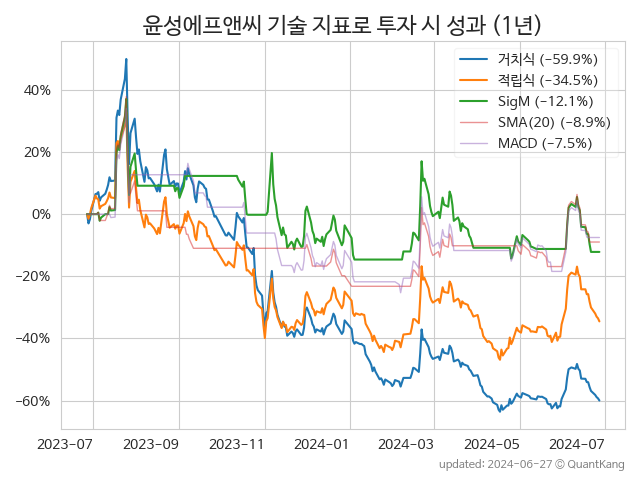 윤성에프앤씨 기술 지표로 투자 시 성과 (1년)
거치식 (−59.9%)
적립식 (−34.5%)
SigM (−12.1%)
SMA(20) (−8.9%)
MACD (−7.5%)
40%
20%
0%
−20%
−40%
−60%
2023-07 2023-09 2023-11 2024-01 2024-03 2024-05 2024-07
updated: 2024-06-27 © QuantKang